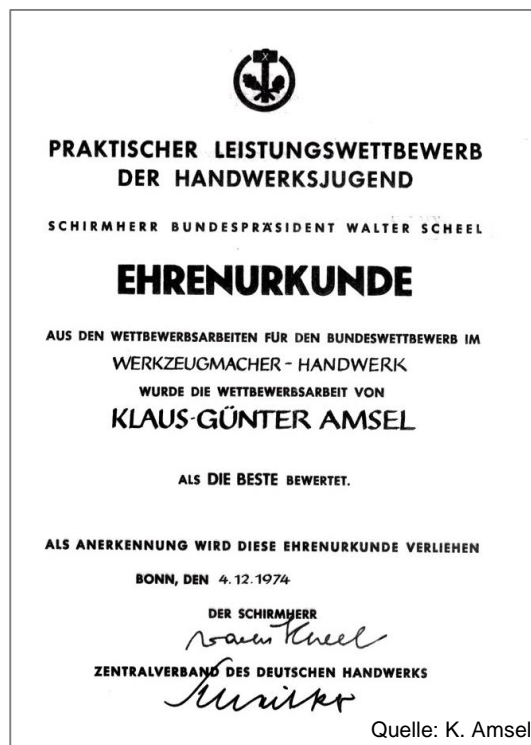 PRAKTISCHER LEISTUNGSWETTBEWERB
DER HANDWERKSJUGEND
SCHIRMHERR BUNDESPRÄSIDENT WALTER SCHEEL
EHRENURKUNDE
AUS DEN WETTBEWERBSARBEITEN FÜR DEN BUNDESWETTBEWERB IM
WERKZEUGMACHER-HANDWERK
WURDE DIE WETTBEWERBSARBEIT VON
KLAUS-GÜNTER AMSEL
ALS DIE BESTE BEWERTET.
ALS ANERKENNUNG WIRD DIESE EHRENURKUNDE VERLIEHEN
BONN, DEN 4.12.1974
DER SCHIRMHERR
ZENTRALVERBAND DES DEUTSCHEN HANDWERKS
Quelle: K. Amsel